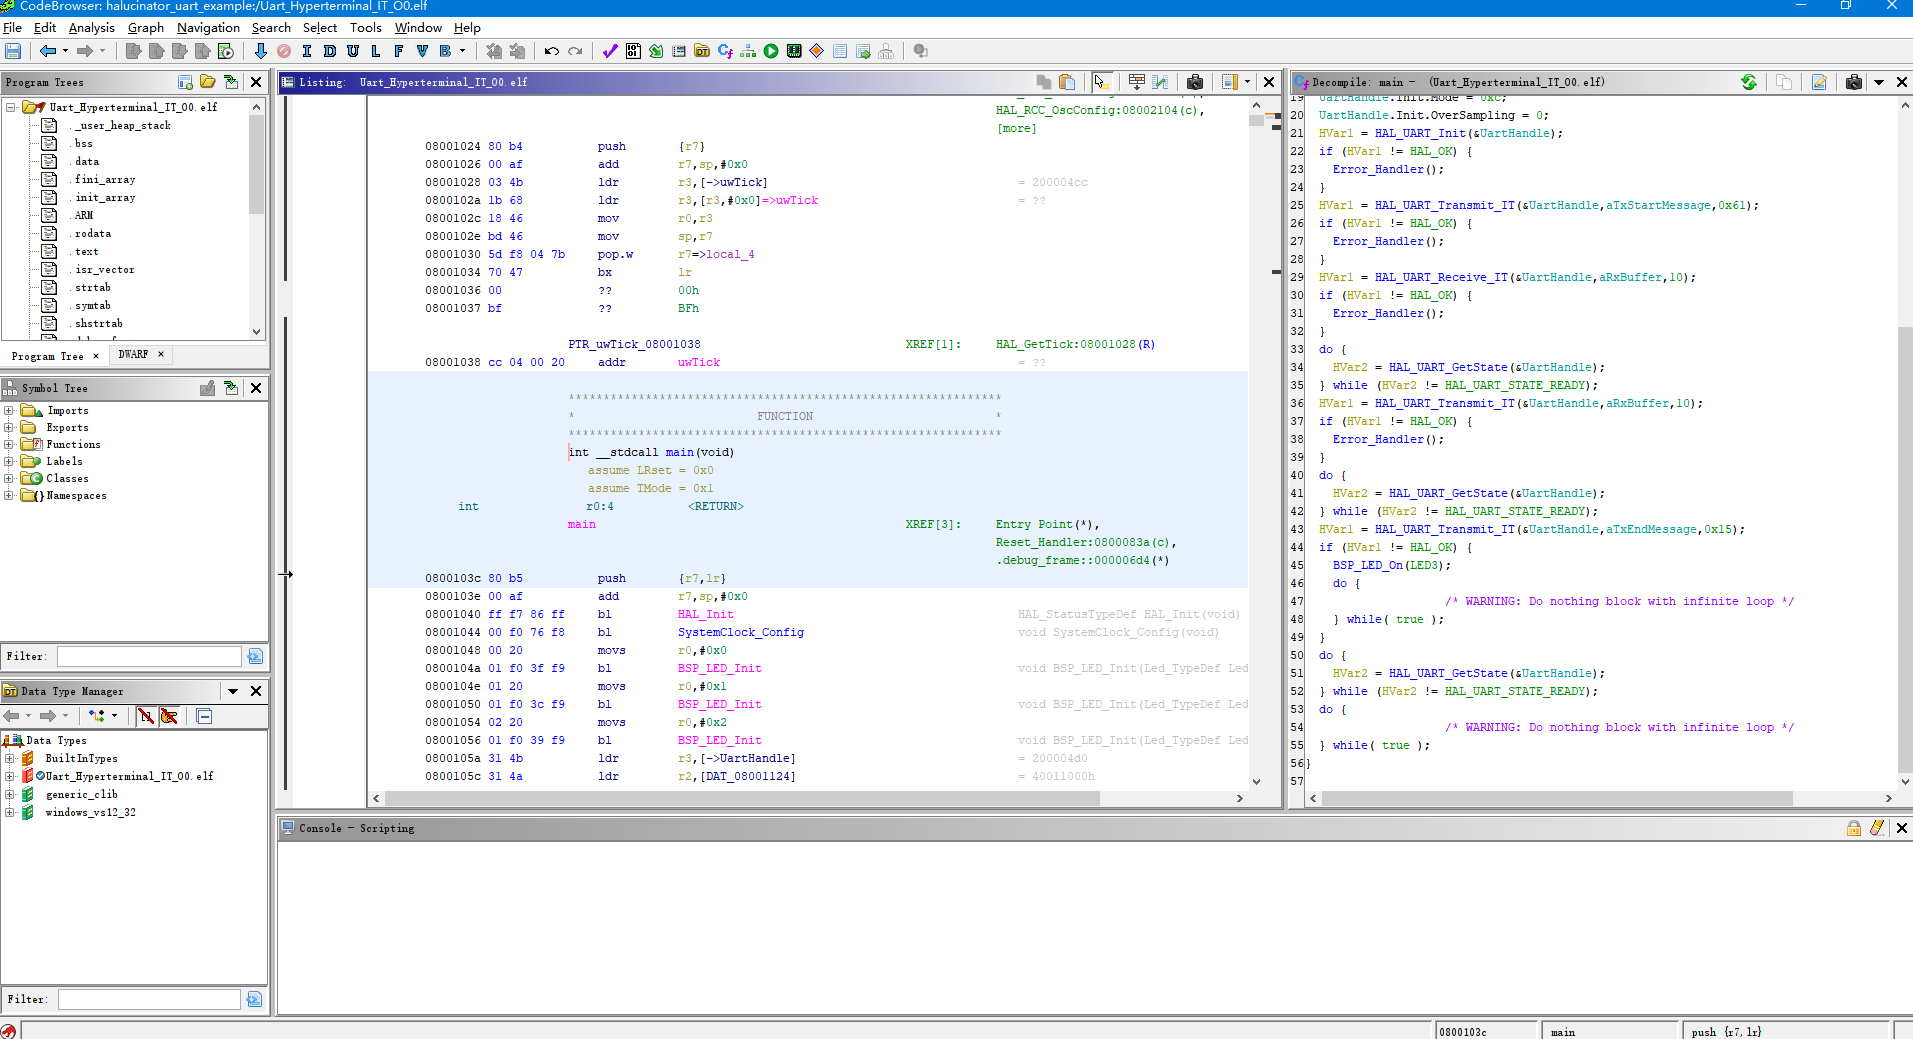 CodeBrowser: halucinator_uart_example:/Uart_Hyperterminal_IT_O0.elf
File Edit Analysis Graph Navigation Search Select Tools Window Help
I D U L F V B
Program Trees
Uart_Hyperterminal_IT_O0.elf
._user_heap_stack
.bss
.data
.fini_array
.init_array
.ARM
.rodata
.text
.isr_vector
.strtab
.symtab
.shstrtab
Program Tree × DWARF ×
Symbol Tree
Imports
Exports
Functions
Labels
Classes
Namespaces
Filter:
Data Type Manager
Data Types
BuiltInTypes
Uart_Hyperterminal_IT_O0.elf
generic_clib
windows_vs12_32
Filter:
Listing: Uart_Hyperterminal_IT_O0.elf
HAL_RCC_OscConfig:08002104(c),
[more]
08001024 80 b4 push {r7}
08001026 00 af add r7,sp,#0x0
08001028 03 4b ldr r3,[->uwTick] = 200004cc
0800102a 1b 68 ldr r3,[r3,#0x0]=>uwTick = ??
0800102c 18 46 mov r0,r3
0800102e bd 46 mov sp,r7
08001030 5d f8 04 7b pop.w r7=>local_4
08001034 70 47 bx lr
08001036 00 ?? 00h
08001037 bf ?? BFh
PTR_uwTick_08001038 XREF[1]: HAL_GetTick:08001028(R)
08001038 cc 04 00 20 addr uwTick = ??
**************************************************************
* FUNCTION *
**************************************************************
int __stdcall main(void)
assume LRset = 0x0
assume TMode = 0x1
int r0:4 <RETURN>
main XREF[3]: Entry Point(*),
Reset_Handler:0800083a(c),
.debug_frame::000006d4(*)
0800103c 80 b5 push {r7,lr}
0800103e 00 af add r7,sp,#0x0
08001040 ff f7 86 ff bl HAL_Init HAL_StatusTypeDef HAL_Init(void)
08001044 00 f0 76 f8 bl SystemClock_Config void SystemClock_Config(void)
08001048 00 20 movs r0,#0x0
0800104a 01 f0 3f f9 bl BSP_LED_Init void BSP_LED_Init(Led_TypeDef Led
0800104e 01 20 movs r0,#0x1
08001050 01 f0 3c f9 bl BSP_LED_Init void BSP_LED_Init(Led_TypeDef Led
08001054 02 20 movs r0,#0x2
08001056 01 f0 39 f9 bl BSP_LED_Init void BSP_LED_Init(Led_TypeDef Led
0800105a 31 4b ldr r3,[->UartHandle] = 200004d0
0800105c 31 4a ldr r2,[DAT_08001124] = 40011000h
Decompile: main - (Uart_Hyperterminal_IT_O0.elf)
19 UartHandle.Init.Mode = 0xc;
20 UartHandle.Init.OverSampling = 0;
21 HVar1 = HAL_UART_Init(&UartHandle);
22 if (HVar1 != HAL_OK) {
23 Error_Handler();
24 }
25 HVar1 = HAL_UART_Transmit_IT(&UartHandle,aTxStartMessage,0x61);
26 if (HVar1 != HAL_OK) {
27 Error_Handler();
28 }
29 HVar1 = HAL_UART_Receive_IT(&UartHandle,aRxBuffer,10);
30 if (HVar1 != HAL_OK) {
31 Error_Handler();
32 }
33 do {
34 HVar2 = HAL_UART_GetState(&UartHandle);
35 } while (HVar2 != HAL_UART_STATE_READY);
36 HVar1 = HAL_UART_Transmit_IT(&UartHandle,aRxBuffer,10);
37 if (HVar1 != HAL_OK) {
38 Error_Handler();
39 }
40 do {
41 HVar2 = HAL_UART_GetState(&UartHandle);
42 } while (HVar2 != HAL_UART_STATE_READY);
43 HVar1 = HAL_UART_Transmit_IT(&UartHandle,aTxEndMessage,0x15);
44 if (HVar1 != HAL_OK) {
45 BSP_LED_On(LED3);
46 do {
47 /* WARNING: Do nothing block with infinite loop */
48 } while( true );
49 }
50 do {
51 HVar2 = HAL_UART_GetState(&UartHandle);
52 } while (HVar2 != HAL_UART_STATE_READY);
53 do {
54 /* WARNING: Do nothing block with infinite loop */
55 } while( true );
56 }
57
Console - Scripting
0800103c main push {r7,lr}